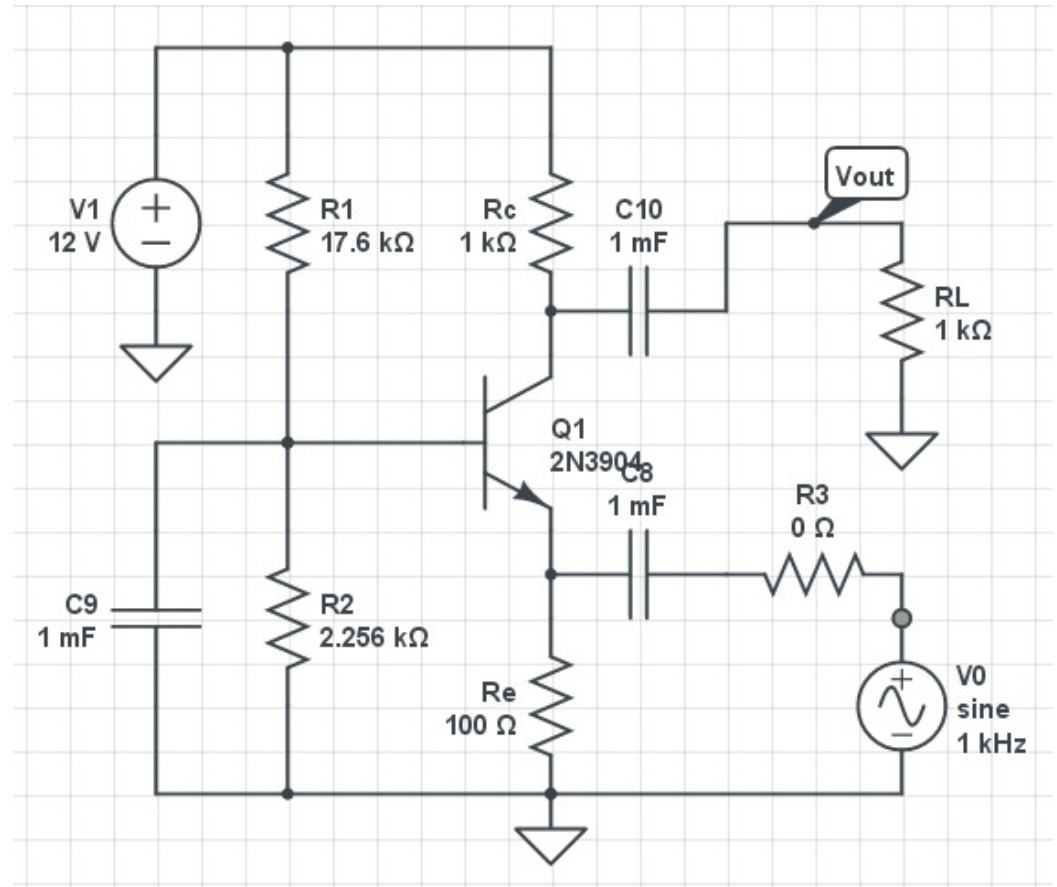 Vout
V1
12 V
R1
17.6 kΩ
Rc
1 kΩ
C10
1 mF
RL
1 kΩ
Q1
2N3904
C8
1 mF
R3
0 Ω
C9
1 mF
R2
2.256 kΩ
Re
100 Ω
V0
sine
1 kHz